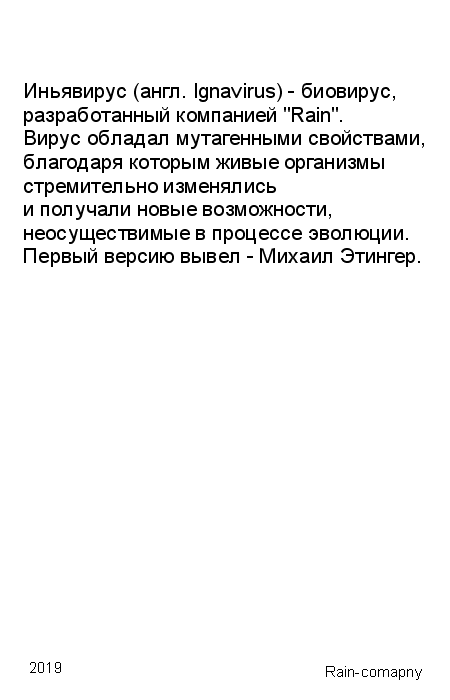 Иньявирус (англ. Ignavirus) - биовирус,
разработанный компанией "Rain".
Вирус обладал мутагенными свойствами,
благодаря которым живые организмы
стремительно изменялись
и получали новые возможности,
неосуществимые в процессе эволюции.
Первый версию вывел - Михаил Этингер.
2019
Rain-comapny